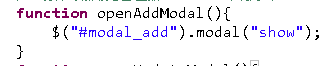 function openAddModal(){
    $("#modal_add").modal("show");
}